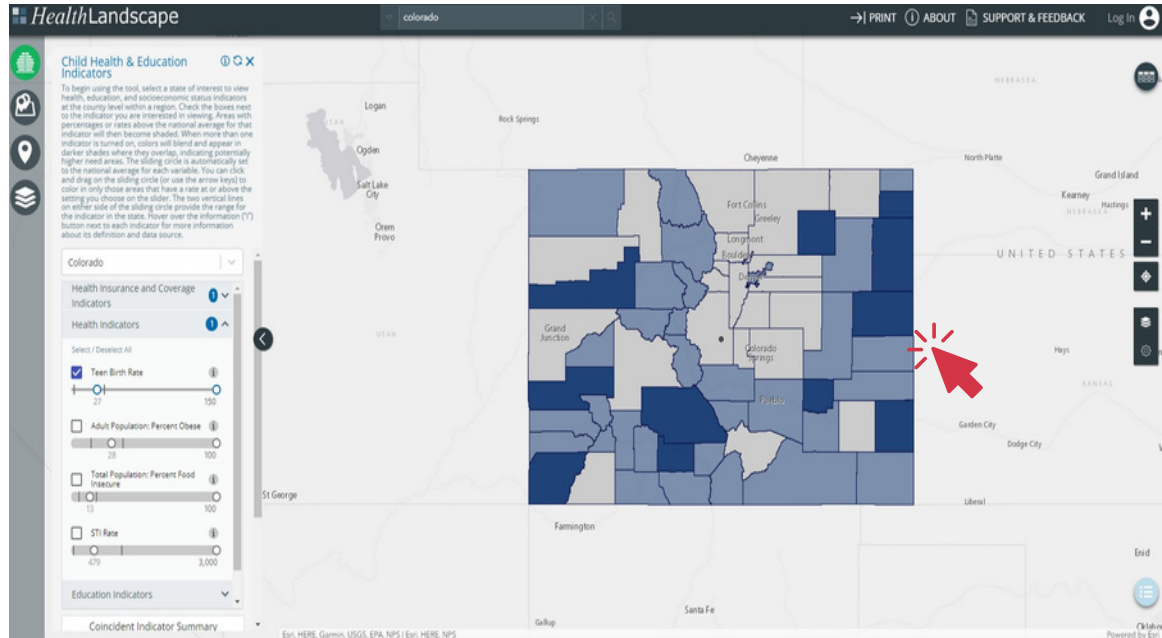 HealthLandscape
colorado
PRINT
ABOUT
SUPPORT & FEEDBACK
Log In
Child Health & Education
Indicators
To begin using the tool, select a state of interest to view
health, education, and socioeconomic status indicators
at the county level within a region. Check the boxes next
to the indicator you are interested in viewing. Areas with
percentages or rates above the national average for that
indicator will then become shaded. When more than one
indicator is turned on, colors will blend and appear in
darker shades where they overlap, indicating potentially
higher need areas. The sliding circle is automatically set
to the national average for each variable. You can click
and drag on the sliding circle (or use the arrow keys) to
color in only those areas that have a rate at or above the
setting you choose on the slider. The two vertical lines
on either side of the sliding circle provide the range for
the indicator in the state. Hover over the information ("i")
button next to each indicator for more information
about its definition and data source.
Colorado
Health Insurance and Coverage
Indicators
1
Health Indicators
1
Select / Deselect All
Teen Birth Rate
27
150
Adult Population: Percent Obese
28
100
Total Population: Percent Food
Insecure
13
100
STI Rate
479
3,000
Education Indicators
Coincident Indicator Summary
NEBRASKA
Logan
Rock Springs
UTAH
Ogden
Cheyenne
North Platte
Salt Lake
City
Grand Island
Kearney
Hastings
NEBRASKA
Fort Collins
Greeley
Orem
Provo
Longmont
Boulder
UNITED STATES
Grand
Junction
UTAH
Colorado
Springs
Hays
KANSAS
Pueblo
Garden City
Dodge City
St George
Liberal
Farmington
Enid
Santa Fe
Gallup
Esri, HERE, Garmin, USGS, EPA, NPS | Esri, HERE, NPS
Powered by Esri